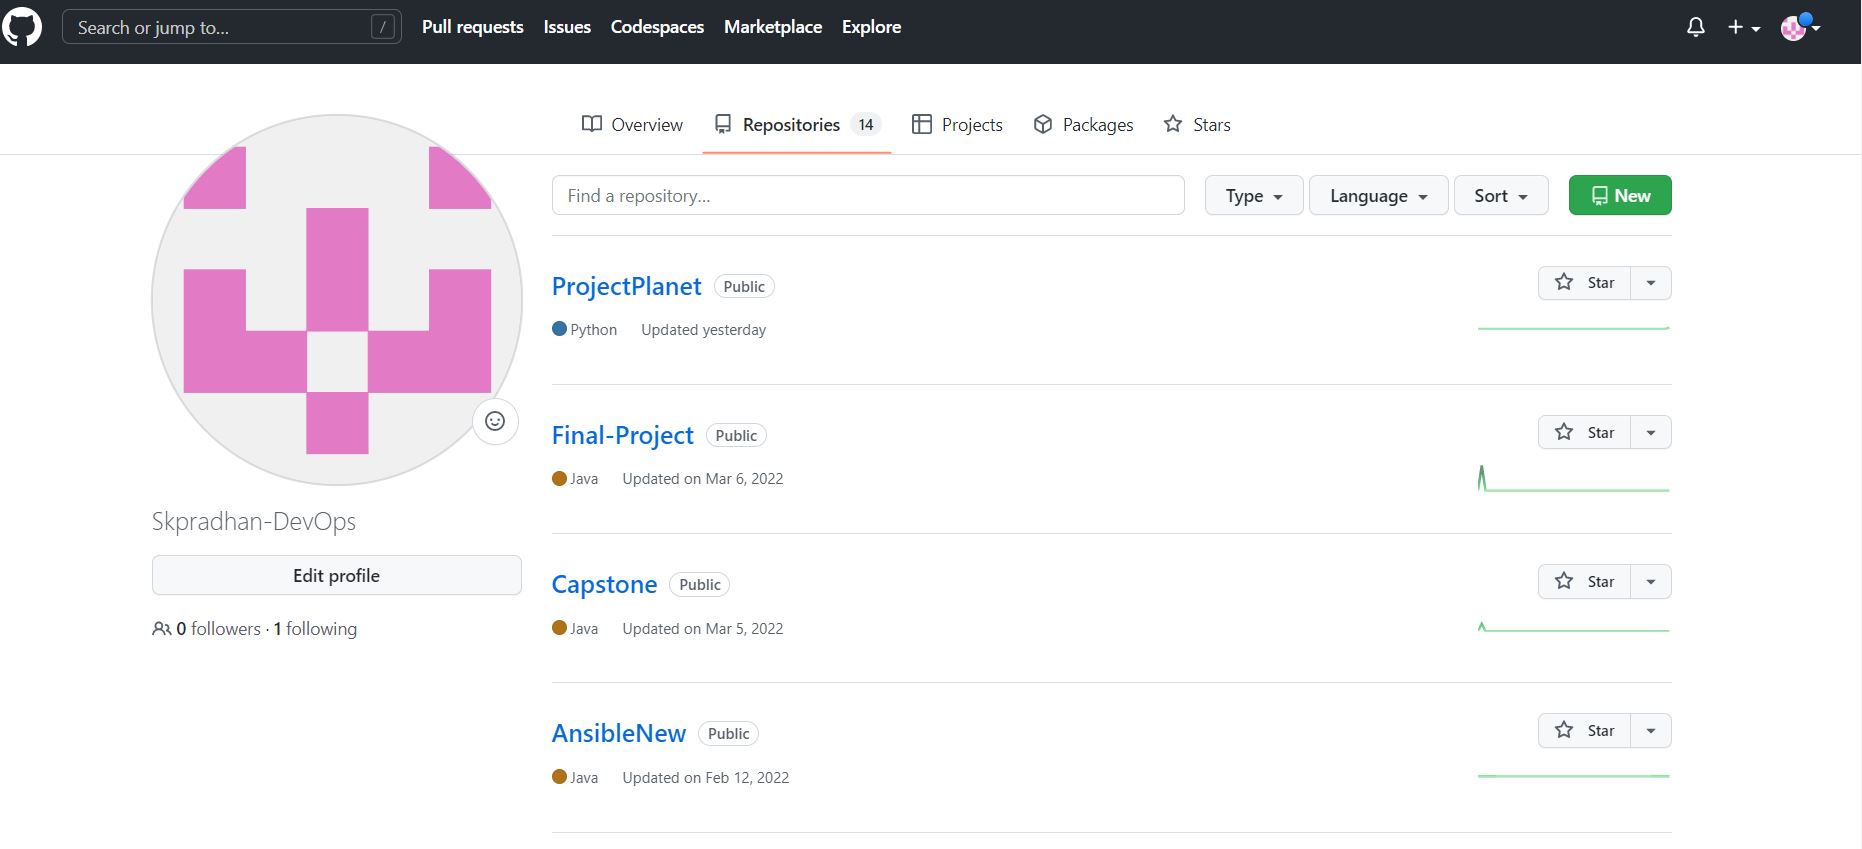 Search or jump to... / Pull requests Issues Codespaces Marketplace Explore
Overview Repositories 14 Projects Packages Stars
Find a repository... Type Language Sort New
ProjectPlanet Public Star
Python Updated yesterday
Final-Project Public Star
Java Updated on Mar 6, 2022
Skpradhan-DevOps
Edit profile
0 followers · 1 following
Capstone Public Star
Java Updated on Mar 5, 2022
AnsibleNew Public Star
Java Updated on Feb 12, 2022